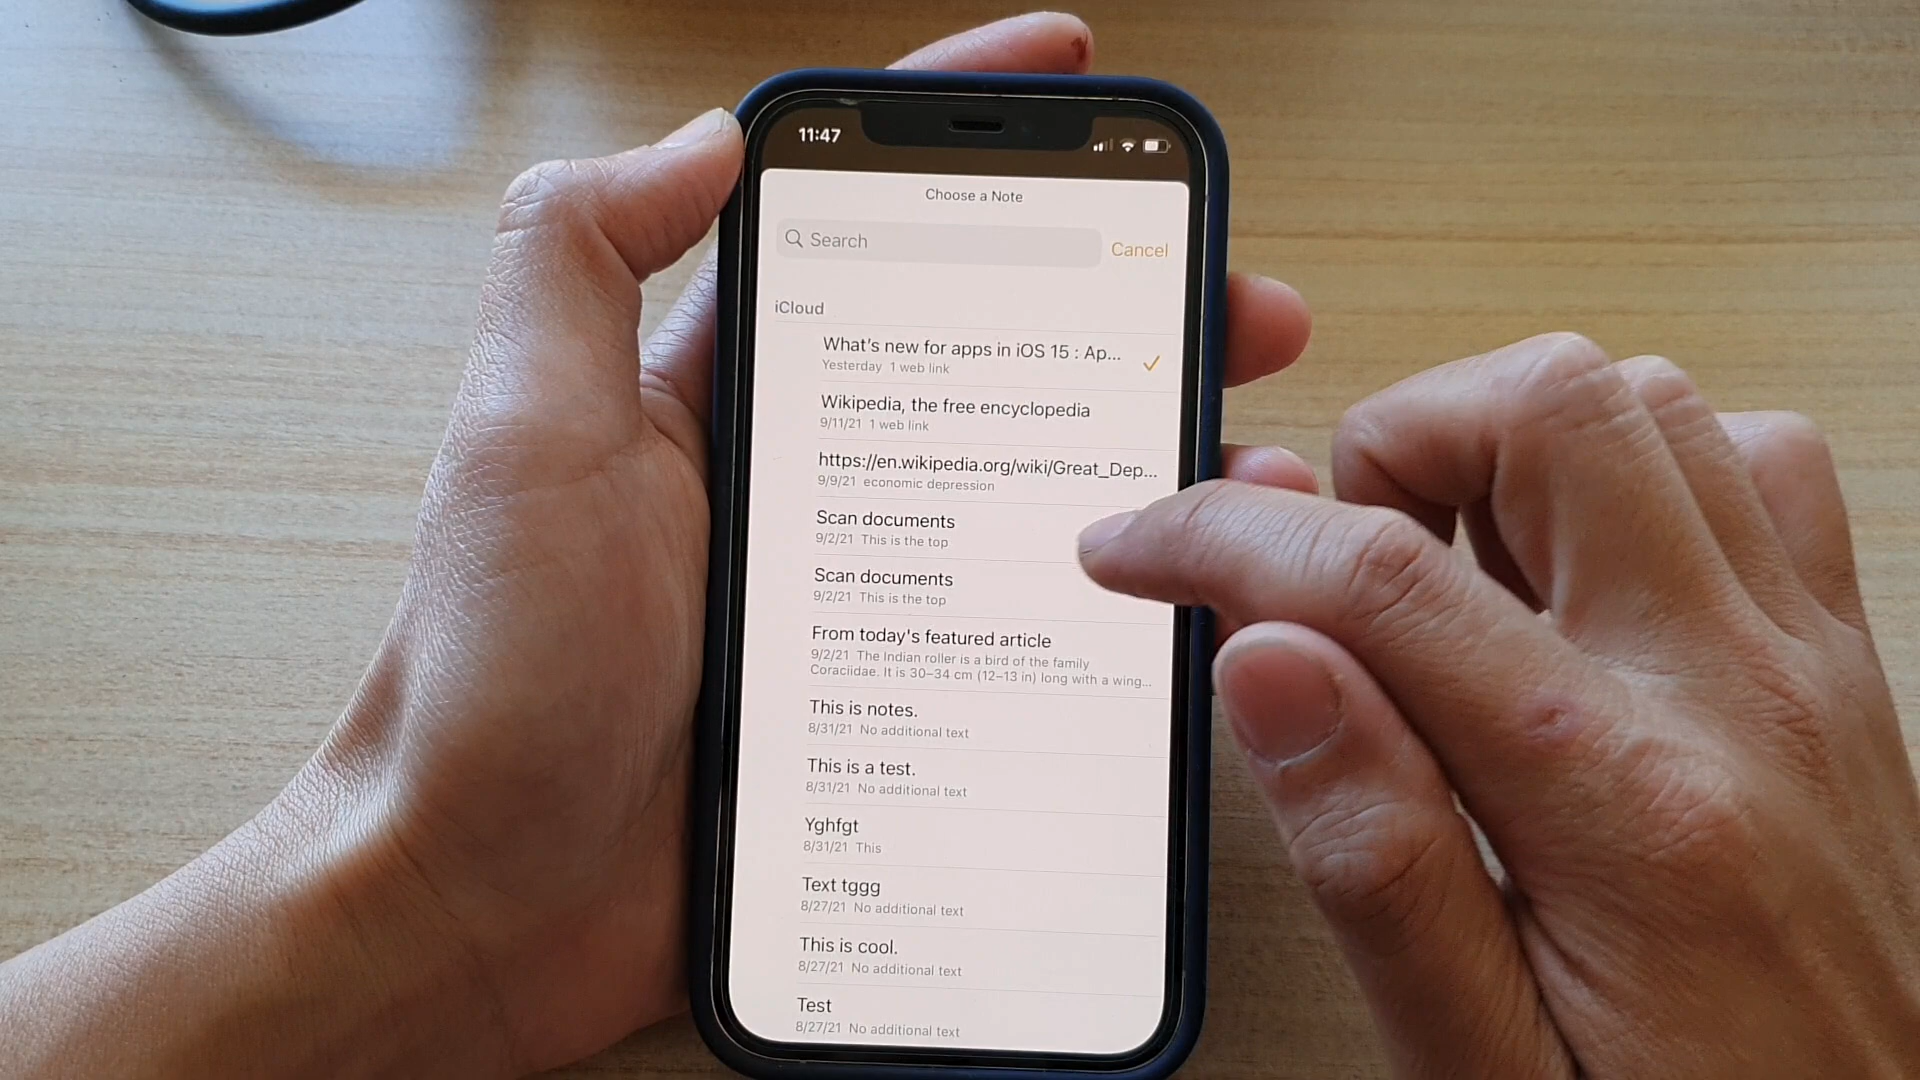 11:47
Choose a Note
Search
Cancel
iCloud
What's new for apps in iOS 15 : Ap...
Yesterday 1 web link
Wikipedia, the free encyclopedia
9/11/21 1 web link
https://en.wikipedia.org/wiki/Great_Dep...
9/9/21 economic depression
Scan documents
9/2/21 This is the top
Scan documents
9/2/21 This is the top
From today's featured article
9/2/21 The Indian roller is a bird of the family
Coraciidae. It is 30–34 cm (12–13 in) long with a wing...
This is notes.
8/31/21 No additional text
This is a test.
8/31/21 No additional text
Yghfgt
8/31/21 This
Text tggg
8/27/21 No additional text
This is cool.
8/27/21 No additional text
Test
8/27/21 No additional text